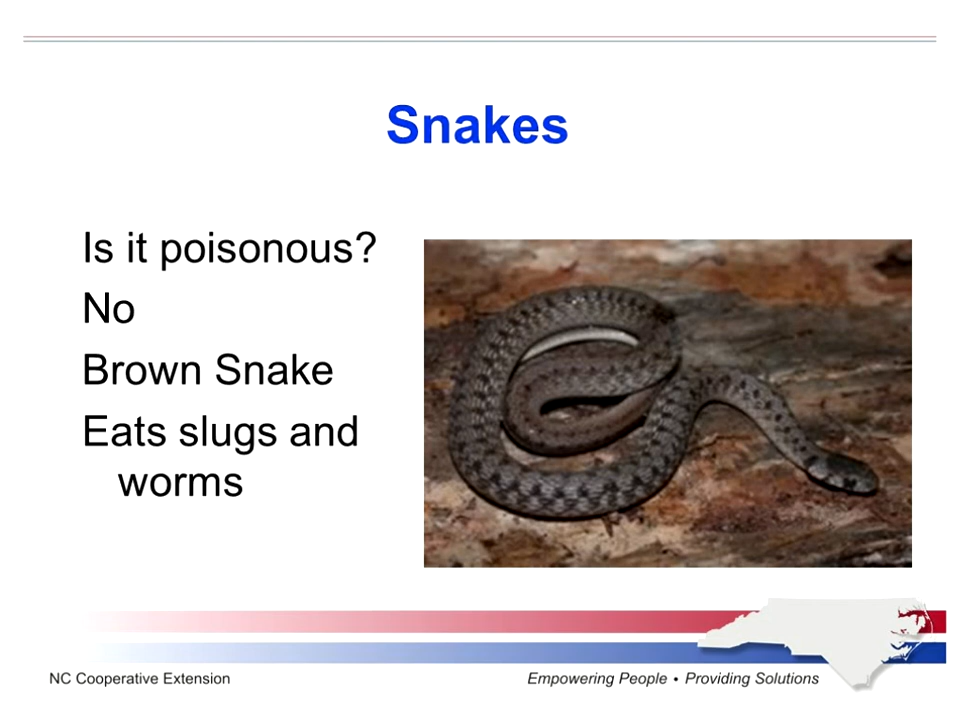 Snakes
Is it poisonous?
No
Brown Snake
Eats slugs and
worms
NC Cooperative Extension
Empowering People • Providing Solutions